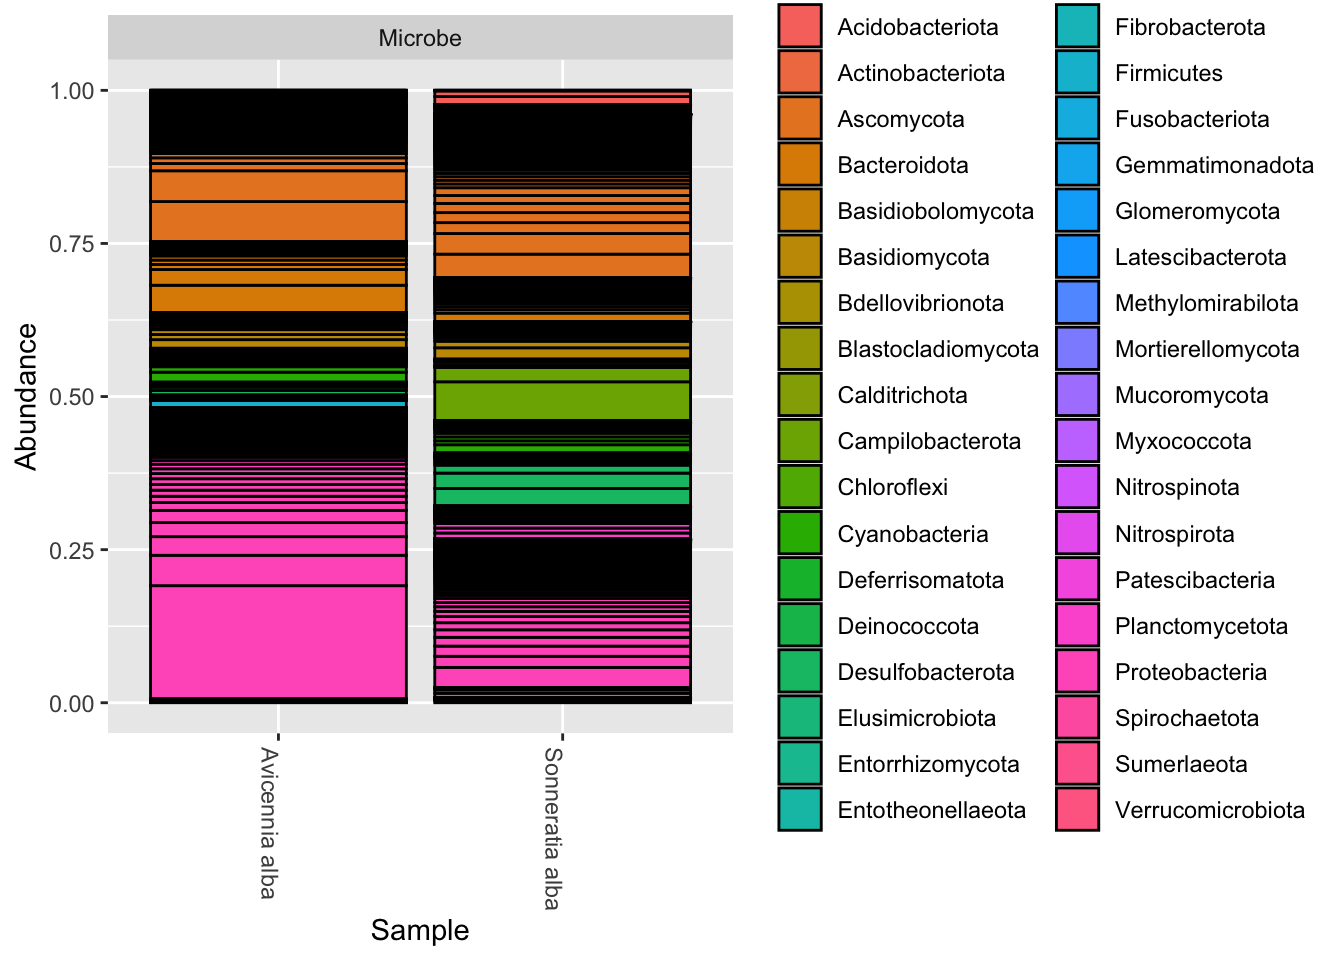 Microbe
Abundance
1.00
0.75
0.50
0.25
0.00
Avicennia alba
Sonneratia alba
Sample
Acidobacteriota
Actinobacteriota
Ascomycota
Bacteroidota
Basidiobolomycota
Basidiomycota
Bdellovibrionota
Blastocladiomycota
Calditrichota
Campilobacterota
Chloroflexi
Cyanobacteria
Deferrisomatota
Deinococcota
Desulfobacterota
Elusimicrobiota
Entorrhizomycota
Entotheonellaeota
Fibrobacterota
Firmicutes
Fusobacteriota
Gemmatimonadota
Glomeromycota
Latescibacterota
Methylomirabilota
Mortierellomycota
Mucoromycota
Myxococcota
Nitrospinota
Nitrospirota
Patescibacteria
Planctomycetota
Proteobacteria
Spirochaetota
Sumerlaeota
Verrucomicrobiota